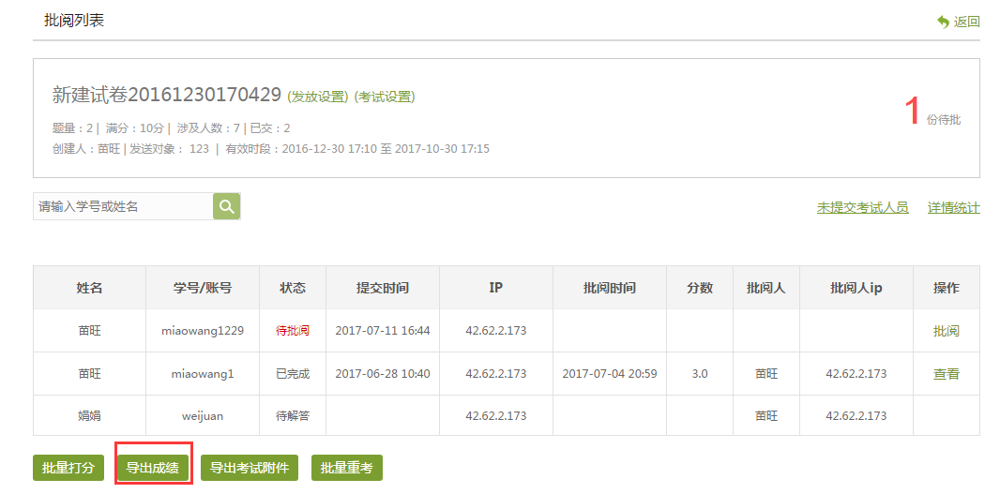 批阅列表
返回
新建试卷20161230170429 (发放设置) (考试设置)
题量：2 | 满分：10分 | 涉及人数：7 | 已交：2
创建人：苗旺 | 发送对象： 123 | 有效时段：2016-12-30 17:10 至 2017-10-30 17:15
1 份待批
请输入学号或姓名
未提交考试人员 详情统计
姓名 学号/账号 状态 提交时间 IP 批阅时间 分数 批阅人 批阅人ip 操作
苗旺 miaowang1229 待批阅 2017-07-11 16:44 42.62.2.173 批阅
苗旺 miaowang1 已完成 2017-06-28 10:40 42.62.2.173 2017-07-04 20:59 3.0 苗旺 42.62.2.173 查看
娟娟 weijuan 待解答 42.62.2.173 苗旺 42.62.2.173
批量打分 导出成绩 导出考试附件 批量重考